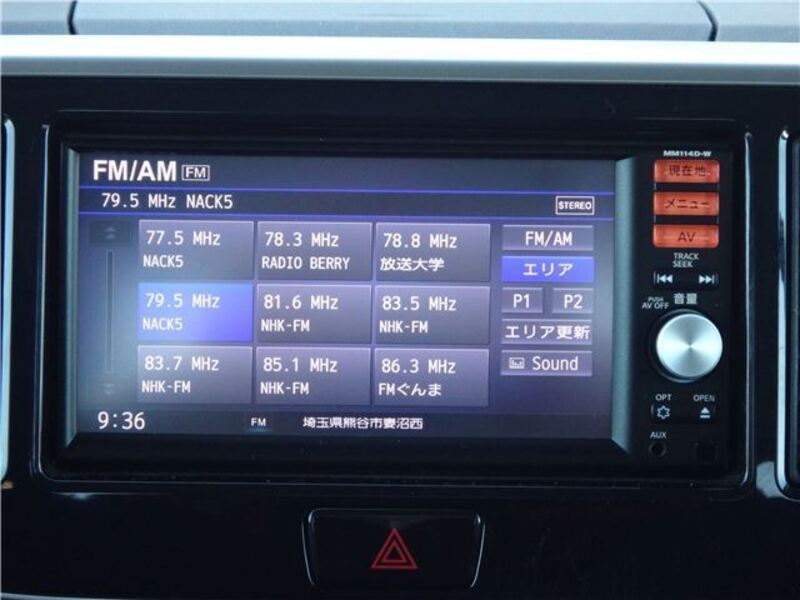 MM114D-W
FM/AM FM
79.5 MHz NACK5 STEREO
77.5 MHz
NACK5
78.3 MHz
RADIO BERRY
78.8 MHz
放送大学
79.5 MHz
NACK5
81.6 MHz
NHK-FM
83.5 MHz
NHK-FM
83.7 MHz
NHK-FM
85.1 MHz
NHK-FM
86.3 MHz
FMぐんま
FM/AM
エリア
P1 P2
エリア更新
Sound
9:36 FM 埼玉県熊谷市妻沼西
現在地
メニュー
AV
TRACK
SEEK
PUSH
AV OFF
音量
OPT OPEN
AUX